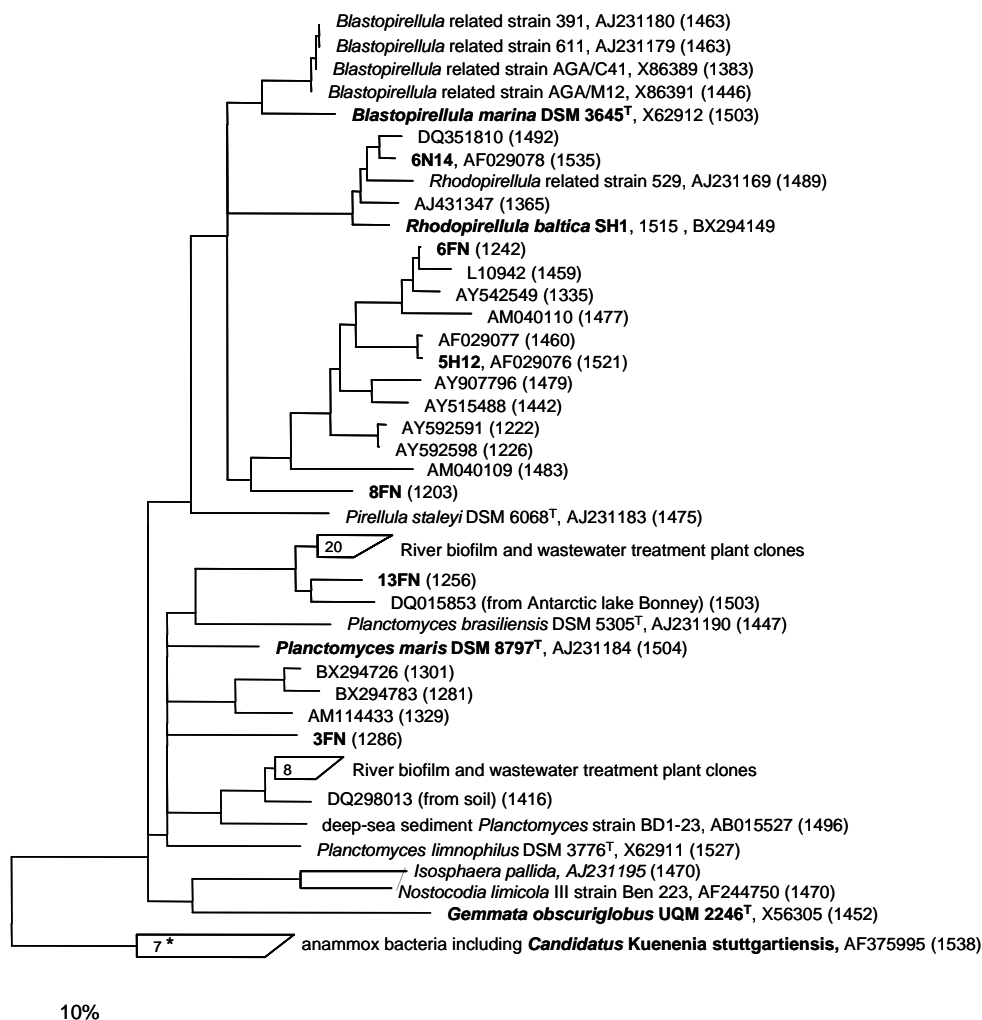 Blastopirellula related strain 391, AJ231180 (1463)
Blastopirellula related strain 611, AJ231179 (1463)
Blastopirellula related strain AGA/C41, X86389 (1383)
Blastopirellula related strain AGA/M12, X86391 (1446)
Blastopirellula marina DSM 3645ᵀ, X62912 (1503)
DQ351810 (1492)
6N14, AF029078 (1535)
Rhodopirellula related strain 529, AJ231169 (1489)
AJ431347 (1365)
Rhodopirellula baltica SH1, 1515 , BX294149
6FN (1242)
L10942 (1459)
AY542549 (1335)
AM040110 (1477)
AF029077 (1460)
5H12, AF029076 (1521)
AY907796 (1479)
AY515488 (1442)
AY592591 (1222)
AY592598 (1226)
AM040109 (1483)
8FN (1203)
Pirellula staleyi DSM 6068ᵀ, AJ231183 (1475)
20 River biofilm and wastewater treatment plant clones
13FN (1256)
DQ015853 (from Antarctic lake Bonney) (1503)
Planctomyces brasiliensis DSM 5305ᵀ, AJ231190 (1447)
Planctomyces maris DSM 8797ᵀ, AJ231184 (1504)
BX294726 (1301)
BX294783 (1281)
AM114433 (1329)
3FN (1286)
8 River biofilm and wastewater treatment plant clones
DQ298013 (from soil) (1416)
deep-sea sediment Planctomyces strain BD1-23, AB015527 (1496)
Planctomyces limnophilus DSM 3776ᵀ, X62911 (1527)
Isosphaera pallida, AJ231195 (1470)
Nostocodia limicola III strain Ben 223, AF244750 (1470)
Gemmata obscuriglobus UQM 2246ᵀ, X56305 (1452)
7 * anammox bacteria including Candidatus Kuenenia stuttgartiensis, AF375995 (1538)
10%